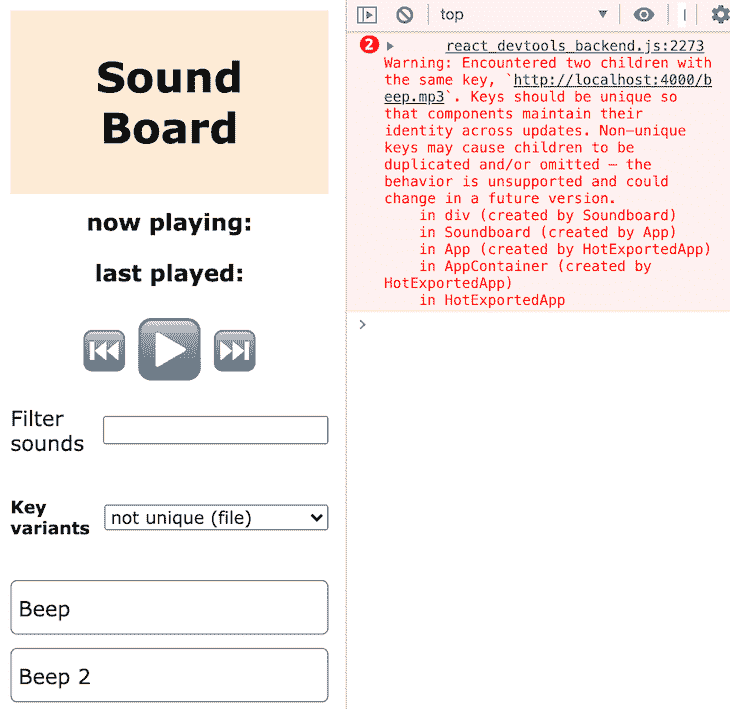 Sound
Board
now playing:
last played:
Filter
sounds
Key
variants
not unique (file)
Beep
Beep 2
top
2
react_devtools_backend.js:2273
Warning: Encountered two children with
the same key, `http://localhost:4000/b
eep.mp3`. Keys should be unique so
that components maintain their
identity across updates. Non-unique
keys may cause children to be
duplicated and/or omitted — the
behavior is unsupported and could
change in a future version.
in div (created by Soundboard)
in Soundboard (created by App)
in App (created by HotExportedApp)
in AppContainer (created by
HotExportedApp)
in HotExportedApp